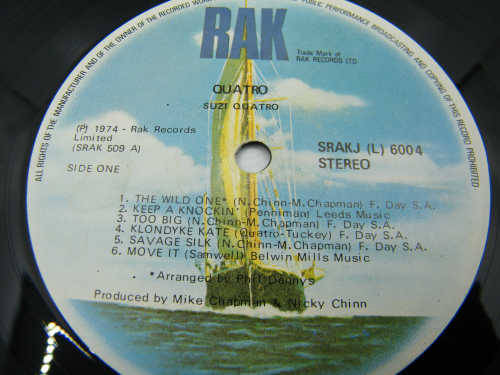 ALL RIGHTS OF THE MANUFACTURER AND OF THE OWNER OF THE RECORDED WORK
PUBLIC PERFORMANCE BROADCASTING AND COPYING OF THIS RECORD PROHIBITED
RAK
Trade Mark of
RAK RECORDS LTD
QUATRO
SUZI QUATRO
(P) 1974 - Rak Records
Limited
(SRAK 509 A)
SIDE ONE
SRAKJ (L) 6004
STEREO
1. THE WILD ONE* (N.Chinn-M.Chapman) F. Day S.A.
2. KEEP A KNOCKIN' (Penniman) Leeds Music
3. TOO BIG (N.Chinn-M.Chapman) F. Day S.A.
4. KLONDYKE KATE (Quatro-Tuckey) F. Day S.A.
5. SAVAGE SILK (N.Chinn-M.Chapman) F. Day S.A.
6. MOVE IT (Samwell) Belwin Mills Music
*Arranged by Phil Dennys
Produced by Mike Chapman & Nicky Chinn